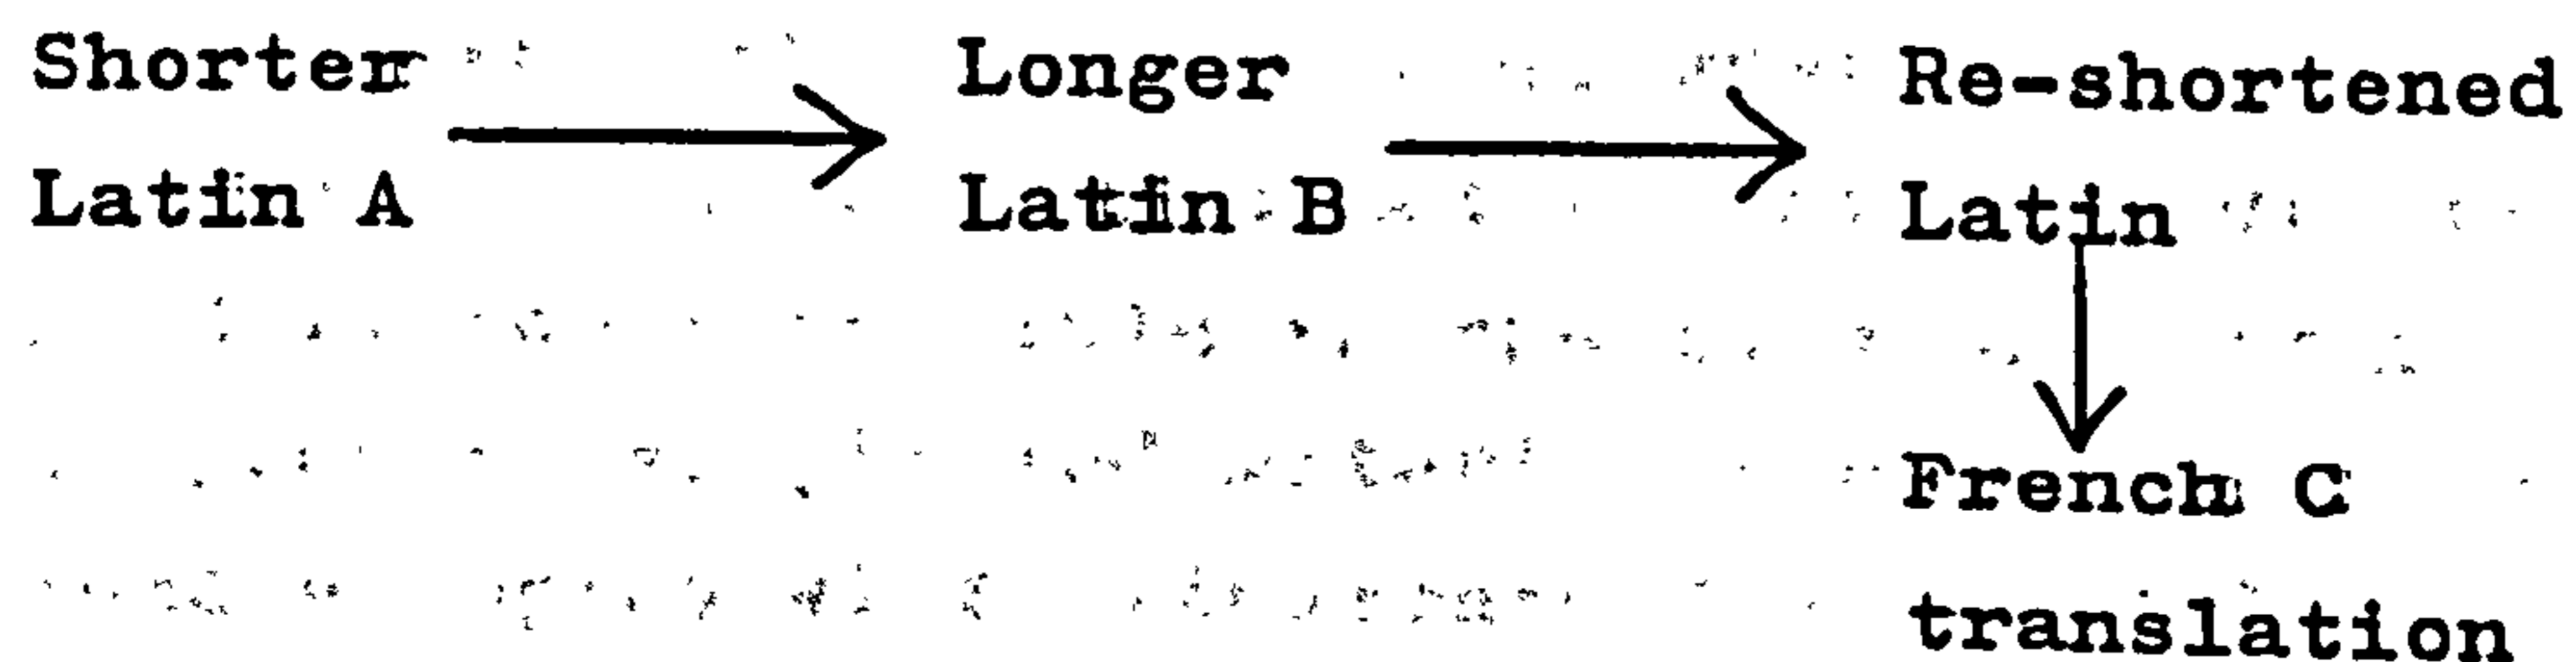 Shorter Longer Re-shortened
Latin A Latin B Latin
French C
translation